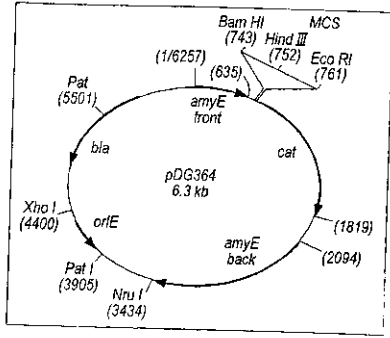 Bam HI
(743)
MCS
Hind III
(752)
Eco RI
(761)
(1/6257)
(635)
amyE
front
Pat
(5501)
bla
cat
pDG364
6.3 kb
Xho I
(4400)
orlE
amyE
back
(1819)
(2094)
Pat I
(3905)
Nru I
(3434)